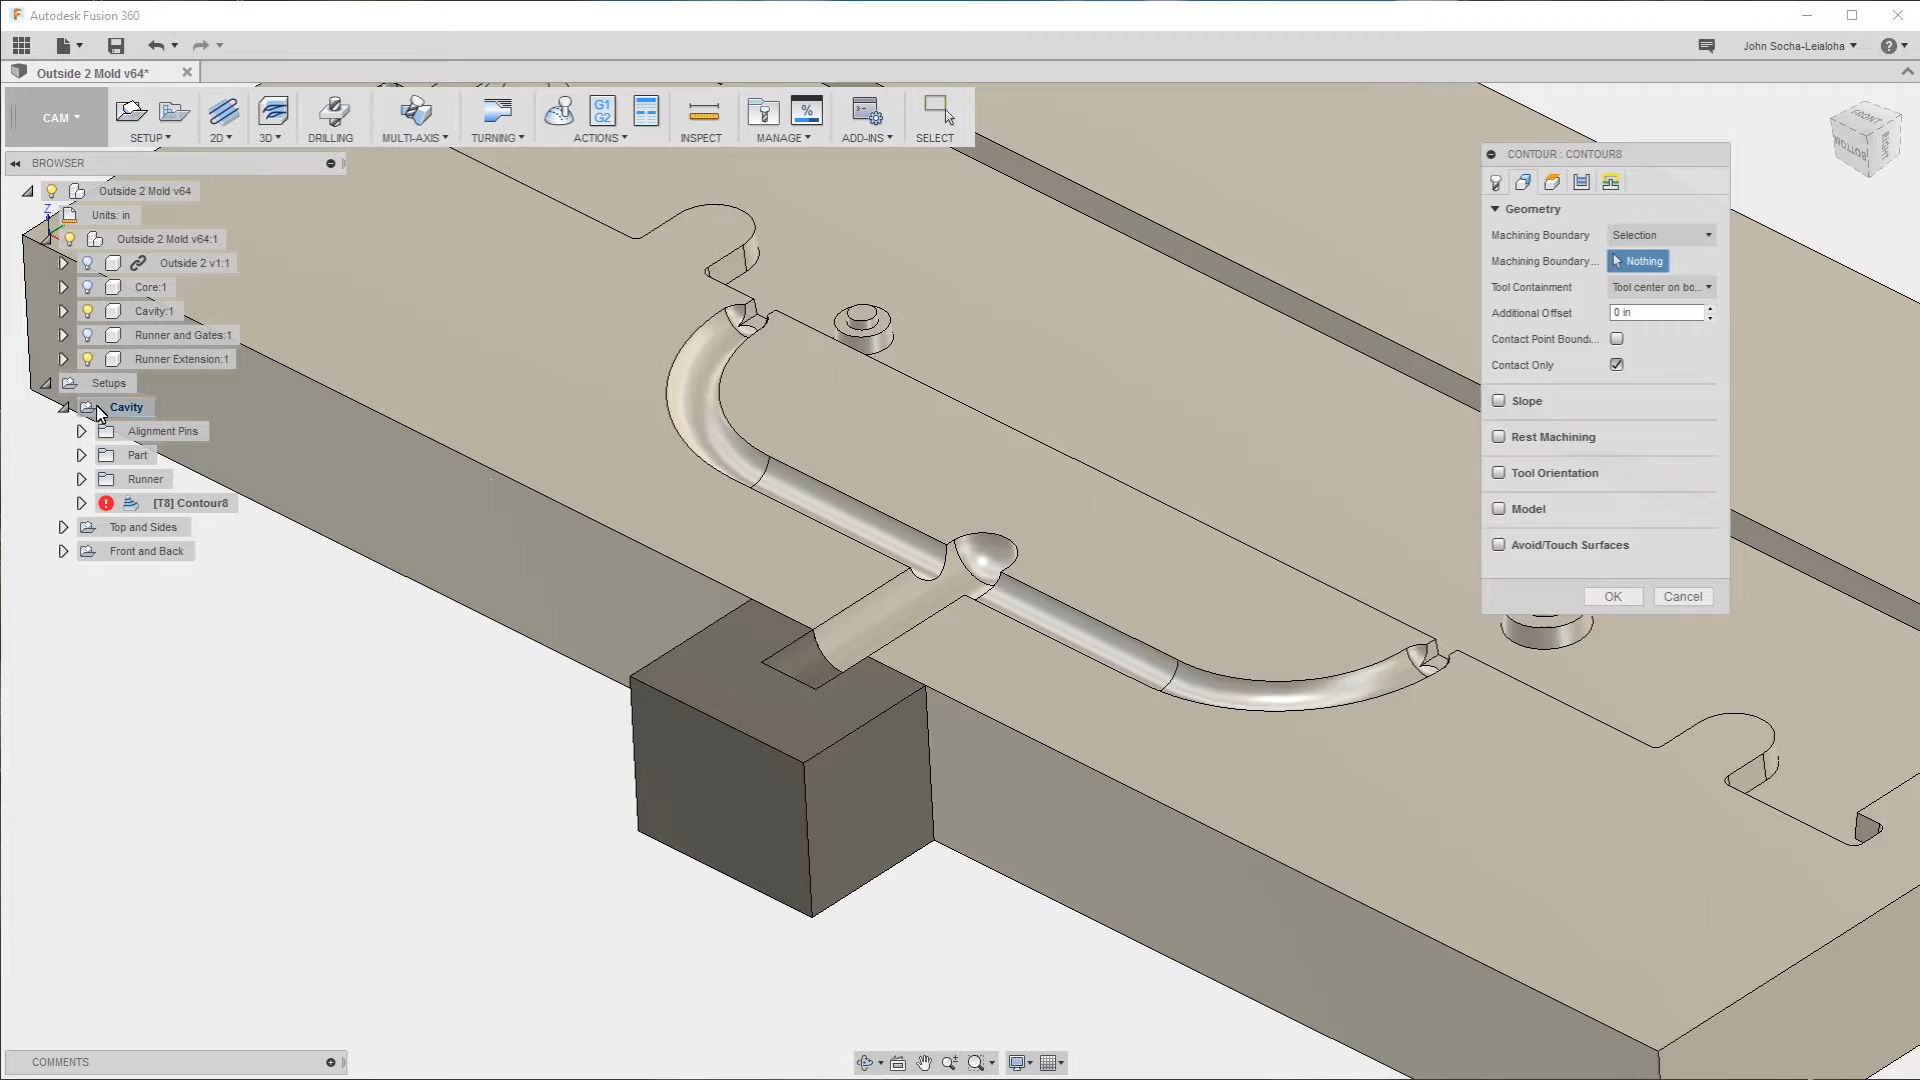 Autodesk Fusion 360
John Socha-Leialoha
Outside 2 Mold v64*
CAM
SETUP
2D
3D
DRILLING
MULTI-AXIS
TURNING
G1
G2
ACTIONS
INSPECT
%
MANAGE
ADD-INS
SELECT
FRONT
RIGHT
BOTTOM
BROWSER
Outside 2 Mold v64
Z
Units: in
Outside 2 Mold v64:1
Outside 2 v1:1
Core:1
Cavity:1
Runner and Gates:1
Runner Extension:1
Setups
Cavity
Alignment Pins
Part
Runner
[T8] Contour8
Top and Sides
Front and Back
CONTOUR : CONTOUR8
Geometry
Machining Boundary Selection
Machining Boundary... Nothing
Tool Containment Tool center on bo...
Additional Offset 0 in
Contact Point Bound...
Contact Only
Slope
Rest Machining
Tool Orientation
Model
Avoid/Touch Surfaces
OK Cancel
COMMENTS